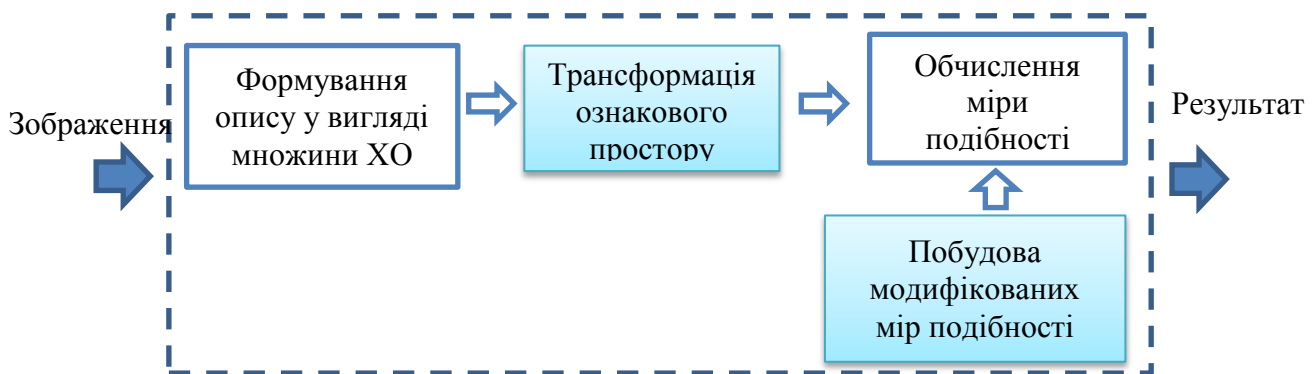 Зображення
Формування
опису у вигляді
множини ХО
Трансформація
ознакового
простору
Обчислення
міри
подібності
Побудова
модифікованих
мір подібності
Результат